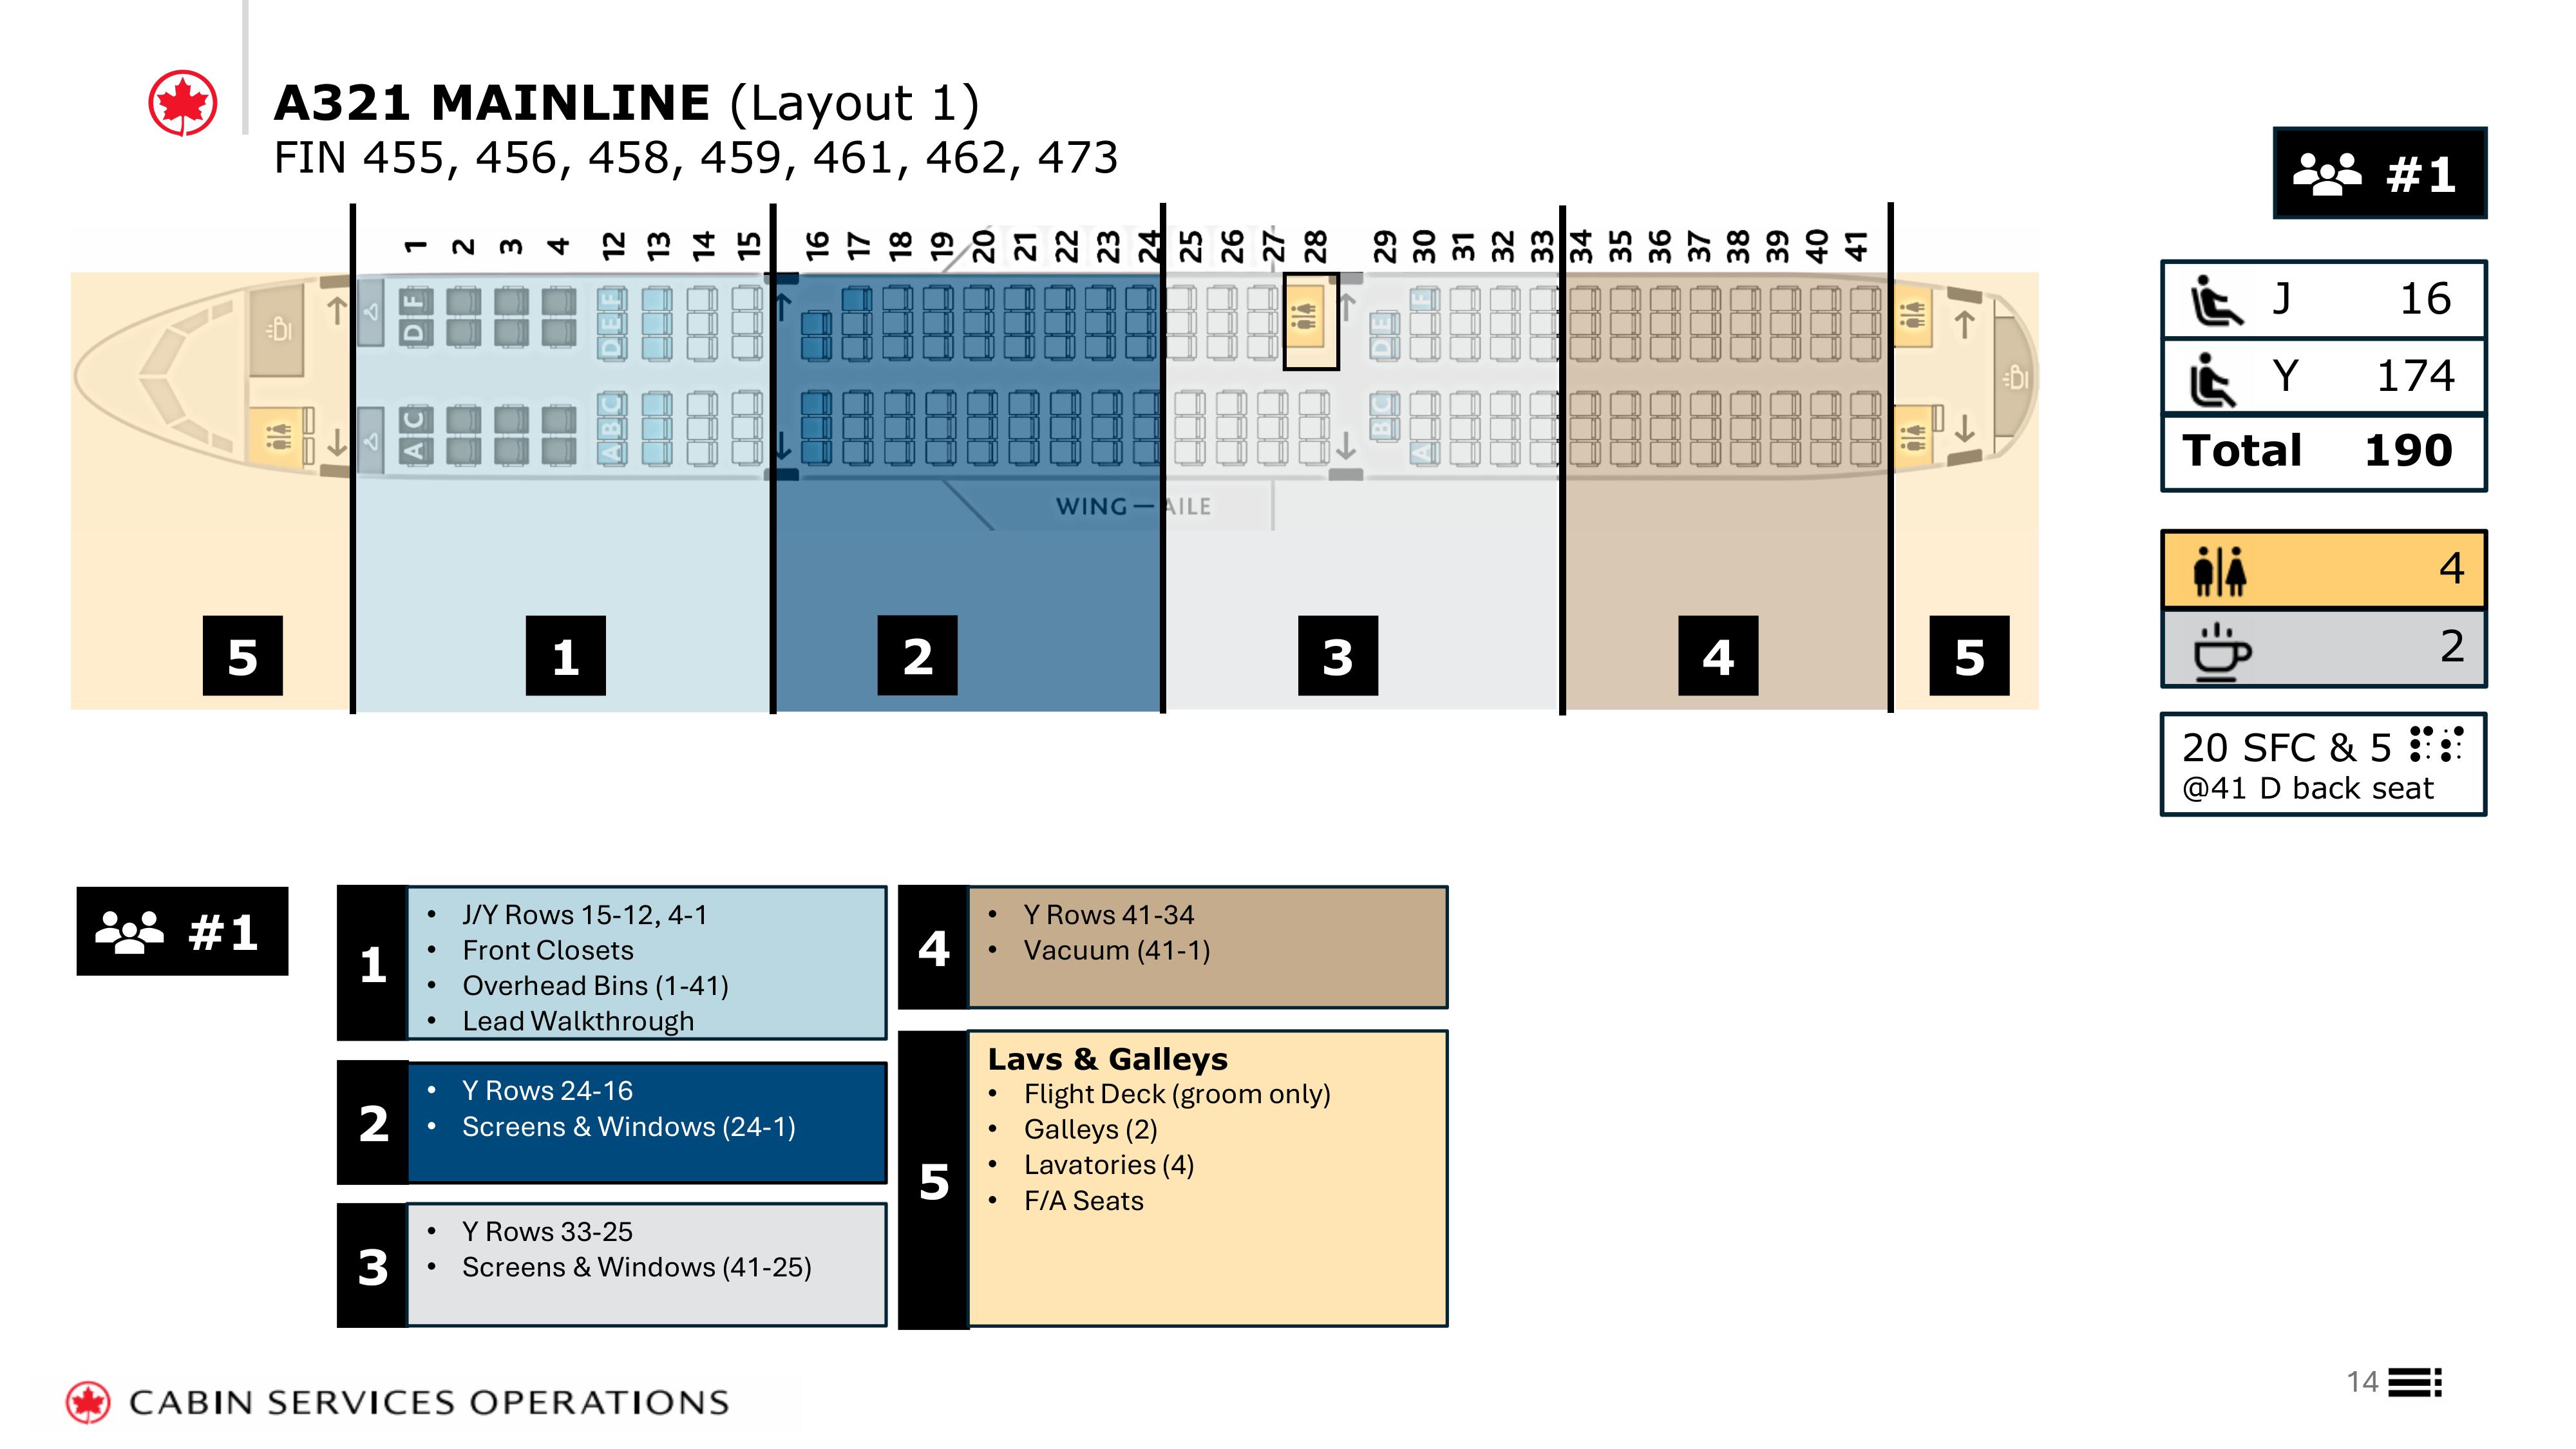 A321 MAINLINE (Layout 1)
FIN 455, 456, 458, 459, 461, 462, 473
#1
1 2 3 4 12 13 14 15 16 17 18 19 20 21 22 23 24 25 26 27 28 29 30 31 32 33 34 35 36 37 38 39 40 41
D F DEF DE F
A C ABC BC A
WING — AILE
5 1 2 3 4 5
J 16
Y 174
Total 190
4
2
20 SFC & 5
@41 D back seat
#1
1
• J/Y Rows 15-12, 4-1
• Front Closets
• Overhead Bins (1-41)
• Lead Walkthrough
2
• Y Rows 24-16
• Screens & Windows (24-1)
3
• Y Rows 33-25
• Screens & Windows (41-25)
4
• Y Rows 41-34
• Vacuum (41-1)
5
Lavs & Galleys
• Flight Deck (groom only)
• Galleys (2)
• Lavatories (4)
• F/A Seats
CABIN SERVICES OPERATIONS
14